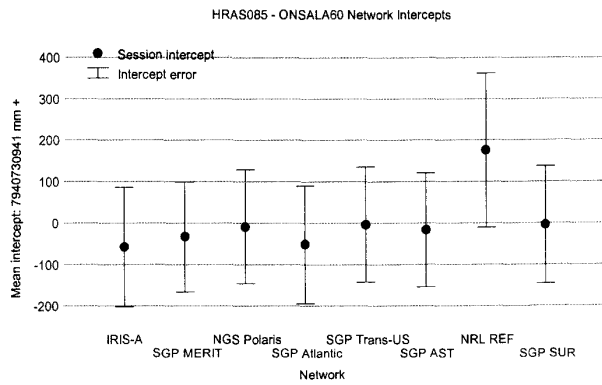 HRAS085 - ONSALA60 Network Intercepts
Session intercept
Intercept error
Mean intercept: 7940730941 mm +
400
300
200
100
0
-100
-200
IRIS-A
SGP MERIT
NGS Polaris
SGP Atlantic
SGP Trans-US
SGP AST
NRL REF
SGP SUR
Network